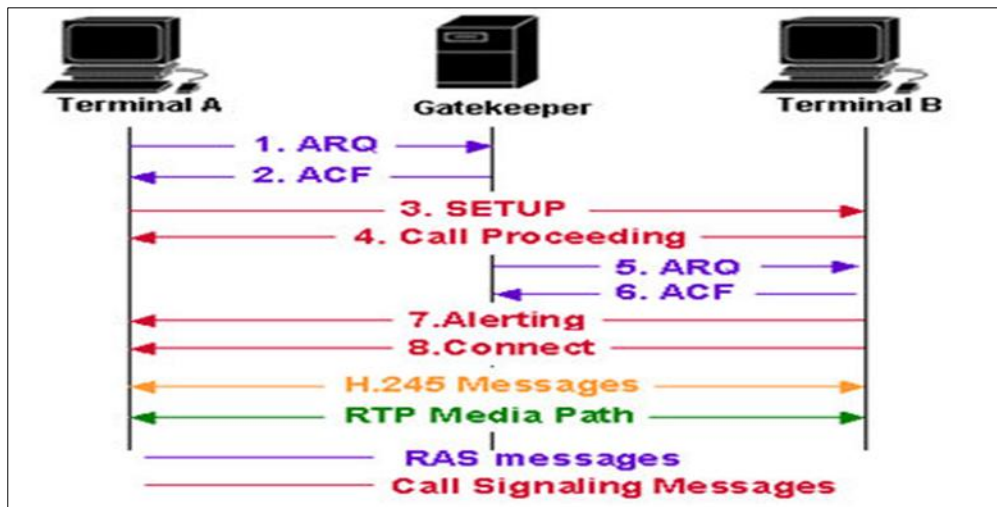 Terminal A
Gatekeeper
Terminal B
1. ARQ
2. ACF
3. SETUP
4. Call Proceeding
5. ARQ
6. ACF
7.Alerting
8.Connect
H.245 Messages
RTP Media Path
RAS messages
Call Signaling Messages